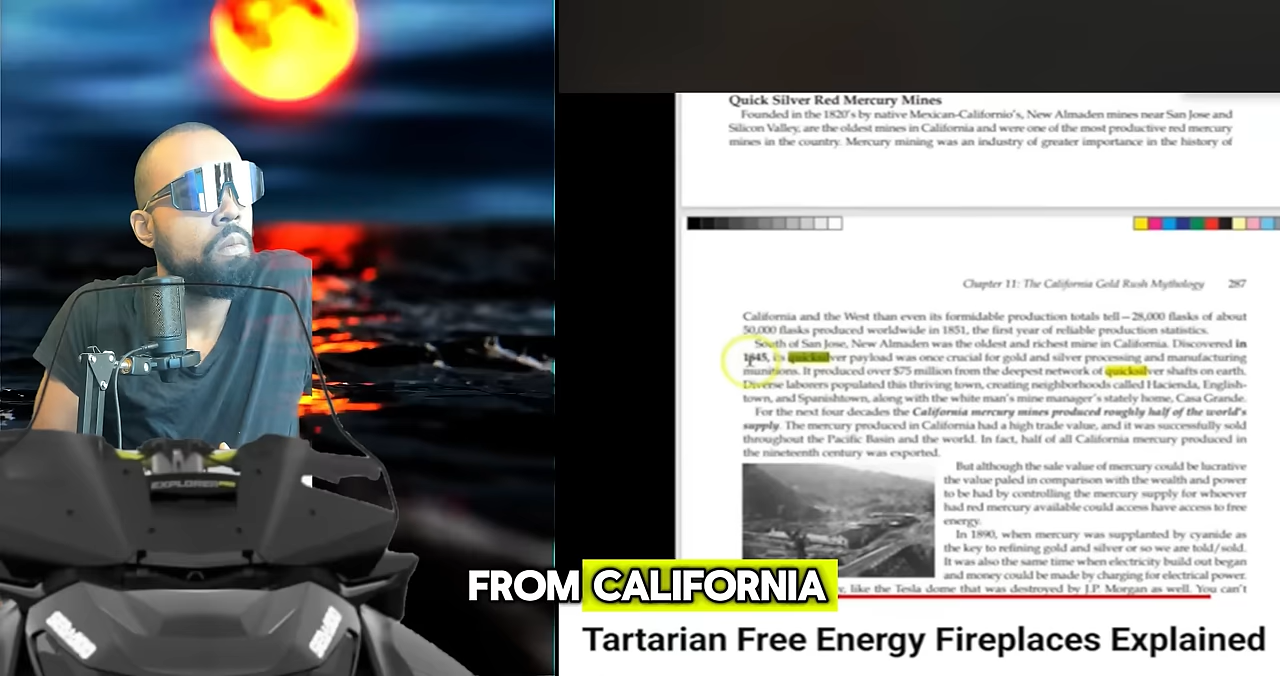 Quick Silver Red Mercury Mines
Founded in the 1820's by native Mexican-Californio's, New Almaden mines near San Jose and
Silicon Valley, are the oldest mines in California and were one of the most productive red mercury
mines in the country. Mercury mining was an industry of greater importance in the history of
Chapter 11: The California Gold Rush Mythology 287
California and the West than even its formidable production totals tell—28,000 flasks of about
50,000 flasks produced worldwide in 1851, the first year of reliable production statistics.
South of San Jose, New Almaden was the oldest and richest mine in California. Discovered in
1845, its quicksilver payload was once crucial for gold and silver processing and manufacturing
munitions. It produced over $75 million from the deepest network of quicksilver shafts on earth.
Diverse laborers populated this thriving town, creating neighborhoods called Hacienda, English-
town, and Spanishtown, along with the white man's mine manager's stately home, Casa Grande.
For the next four decades the California mercury mines produced roughly half of the world's
supply. The mercury produced in California had a high trade value, and it was successfully sold
throughout the Pacific Basin and the world. In fact, half of all California mercury produced in
the nineteenth century was exported.
But although the sale value of mercury could be lucrative
the value paled in comparison with the wealth and power
to be had by controlling the mercury supply for whoever
had red mercury available could access have access to free
energy.
In 1890, when mercury was supplanted by cyanide as
the key to refining gold and silver or so we are told/sold.
It was also the same time when electricity build out began
and money could be made by charging for electrical power.
like the Tesla dome that was destroyed by J.P. Morgan as well. You can't
FROM CALIFORNIA
Tartarian Free Energy Fireplaces Explained
EXPLORER